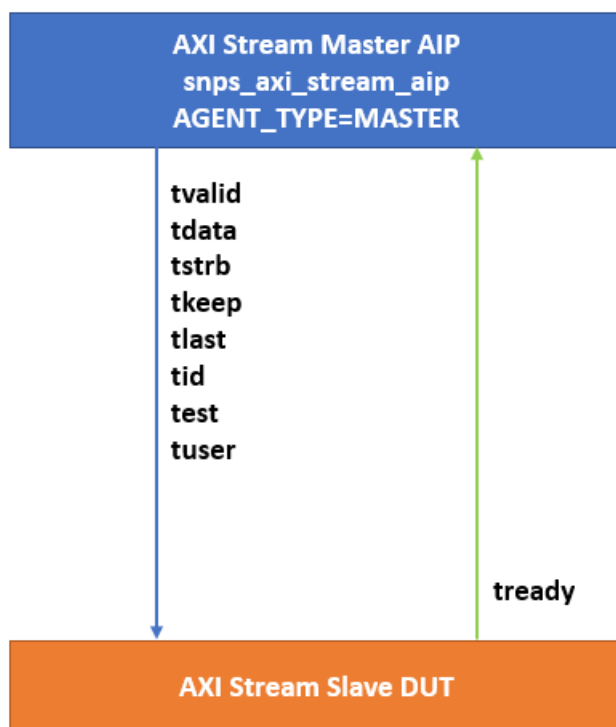 AXI Stream Master AIP
snps_axi_stream_aip
AGENT_TYPE=MASTER
tvalid
tdata
tstrb
tkeep
tlast
tid
test
tuser
tready
AXI Stream Slave DUT